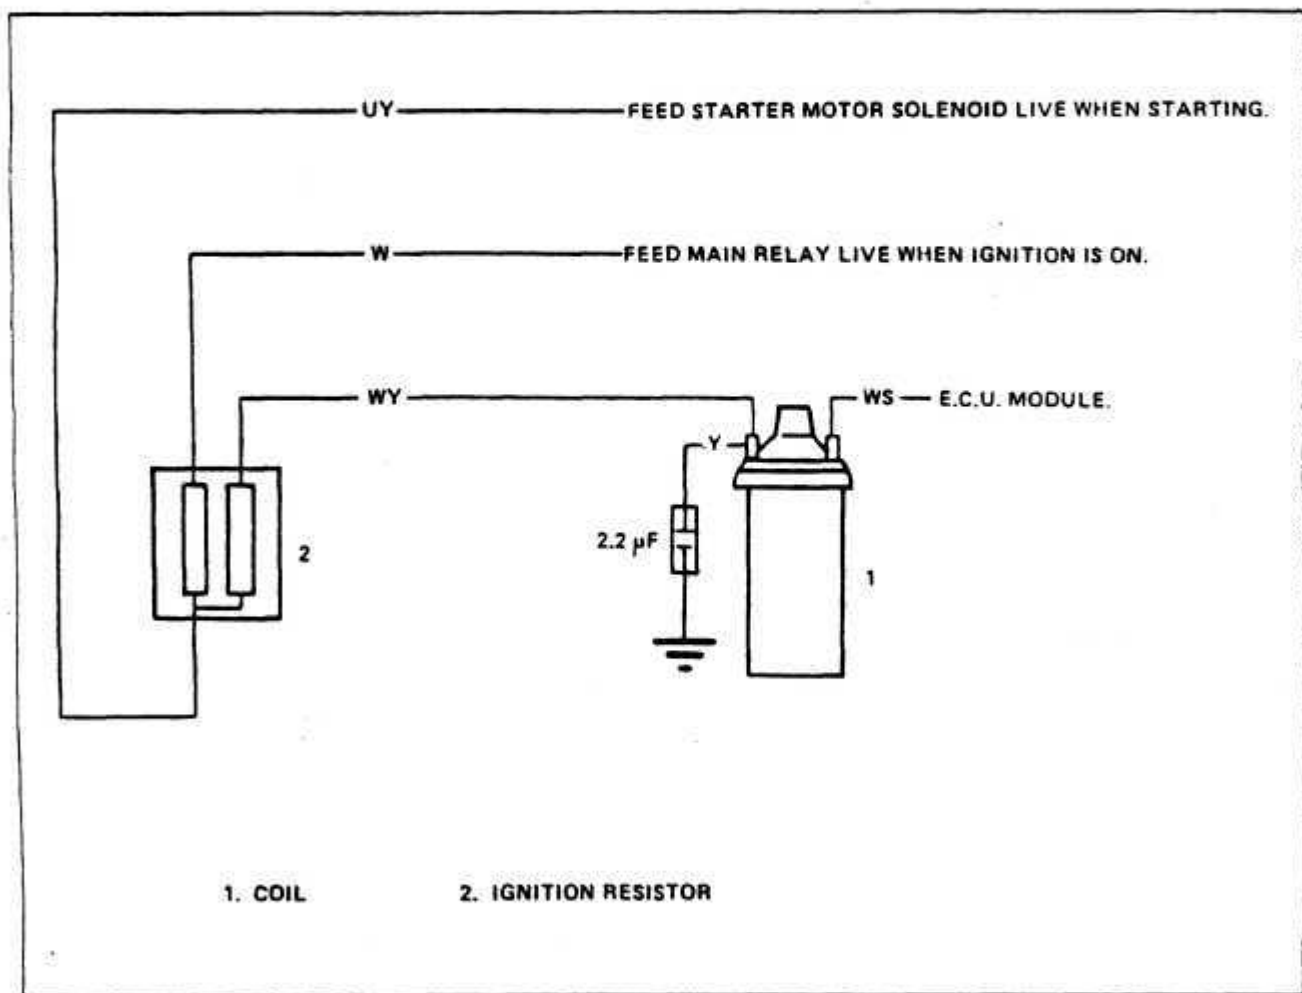 UY FEED STARTER MOTOR SOLENOID LIVE WHEN STARTING.
W FEED MAIN RELAY LIVE WHEN IGNITION IS ON.
WY
WS E.C.U. MODULE.
Y
2.2 µF
2
1
1. COIL 2. IGNITION RESISTOR